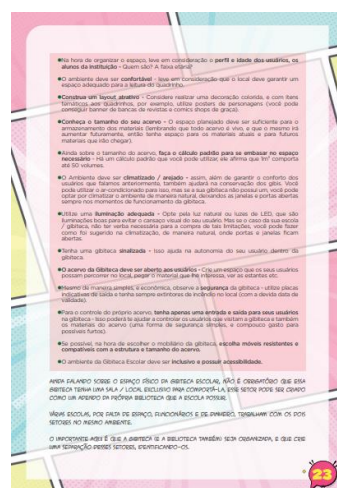 ●Na hora de organizar o espaço, leve em consideração o perfil e idade dos usuários, os
alunos da instituição - Quem são? A faixa etária?
●O ambiente deve ser confortável - leve em consideração que o local deve garantir um
espaço adequado para a leitura do quadrinho.
●Construa um layout atrativo - Considera realizar uma decoração colorida, e com itens
temáticos aos quadrinhos, por exemplo, utilize posters de personagens (você pode
conseguir banner de bancas de revistas e comics shops de graça).
●Conheça o tamanho do seu acervo - O espaço planejado deve ser suficiente para o
armazenamento dos materiais (lembrando que todo acervo é vivo, e que o mesmo irá
aumentar futuramente, então tenha espaço para os materiais atuais e para futuros
materiais que irão chegar).
●Ainda sobre o tamanho do acervo, faça o cálculo padrão para se embasar no espaço
necessário - Há um cálculo padrão que você pode utilizar, ele afirma que 1m² comporta
até 50 volumes.
●O Ambiente deve ser climatizado / arejado - assim, além de garantir o conforto dos
usuários que falamos anteriormente, também ajudará na conservação dos gibis. Você
pode utilizar o ar-condicionado para isso, mas se a sua gibiteca não possui um, você pode
optar por climatizar o ambiente de maneira natural, deixando as janelas e portas abertas
sempre nos momentos de funcionamento da gibiteca.
●Utilize uma iluminação adequada - Opte pela luz natural ou luzes de LED, que são
iluminações boas para evitar o cansaço visual do seu usuário. Mas se o caso da sua escola
/ gibiteca, não ter verba necessária para a compra de tais limitações, você pode fazer
como foi sugerido na climatização, de maneira natural, onde portas e janelas ficam
abertas.
●Tenha uma gibiteca sinalizada - Isso ajuda na autonomia do seu usuário dentro da
gibiteca.
●O acervo da Gibiteca deve ser aberto aos usuários - Crie um espaço que os seus usuários
possam percorrer no local, pegar o material que lhe interessa, ver as estantes etc.
●Mesmo de maneira simples, e econômica, observe a segurança da gibiteca - utilize placas
indicativas de saída e tenha sempre extintores de incêndio no local (com a devida data de
validade).
●Para o controle do próprio acervo, tenha apenas uma entrada e saída para seus usuários
na gibiteca - Isso poderá te ajudar a controlar os usuários que visitam a gibiteca e também
os materiais do acervo (uma forma de segurança simples, e compouco gasto para
possíveis furtos).
●Se possível, na hora de escolher o mobiliário da gibiteca, escolha móveis resistentes e
compatíveis com a estrutura e tamanho do acervo.
●O ambiente da Gibiteca Escolar deve ser inclusivo e possuir acessibilidade.
AINDA FALANDO SOBRE O ESPAÇO FÍSICO DA GIBITECA ESCOLAR, NÃO É OBRIGATÓRIO QUE ESSA
GIBITECA TENHA UMA SALA / LOCAL EXCLUSIVO PARA COMPORTÁ-LA, ESSE SETOR PODE SER CRIADO
COMO UM APENDO DA PRÓPRIA BIBLIOTECA QUE A ESCOLA POSSUIR.
VÁRIAS ESCOLAS, POR FALTA DE ESPAÇO, FUNCIONÁRIOS E DE DINHEIRO, TRABALHAM COM OS DOIS
SETORES NO MESMO AMBIENTE.
O IMPORTANTE AQUI É QUE A GIBITECA (E A BIBLIOTECA TAMBÉM) SEJA ORGANIZADA, E QUE CRIE
UMA SEPARAÇÃO DESSES SETORES, IDENTIFICANDO-OS.
23